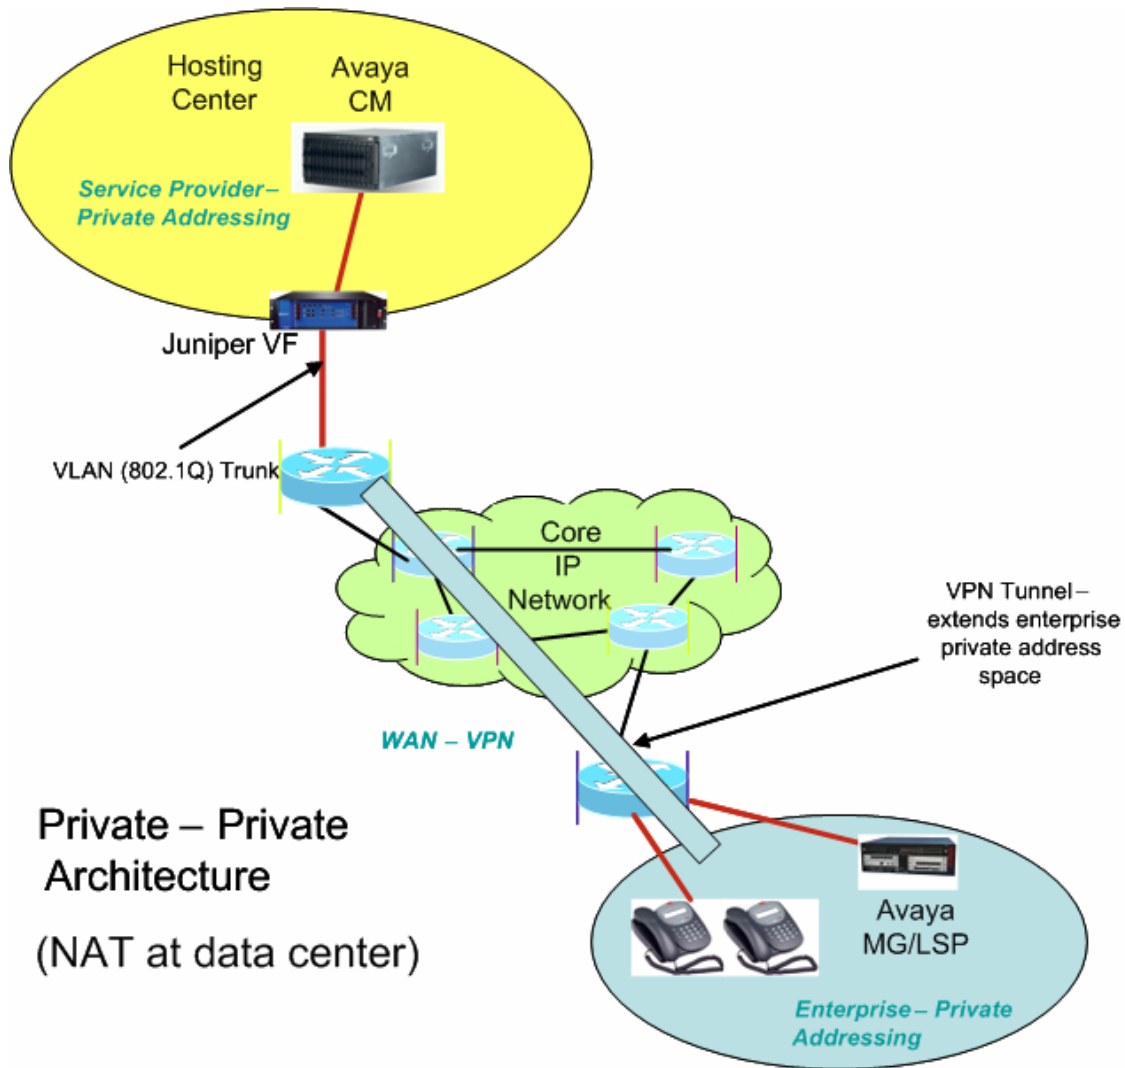 Hosting
Center
Avaya
CM
Service Provider–
Private Addressing
Juniper VF
VLAN (802.1Q) Trunk
Core
IP
Network
VPN Tunnel–
extends enterprise
private address
space
WAN – VPN
Private – Private
Architecture
(NAT at data center)
Avaya
MG/LSP
Enterprise– Private
Addressing